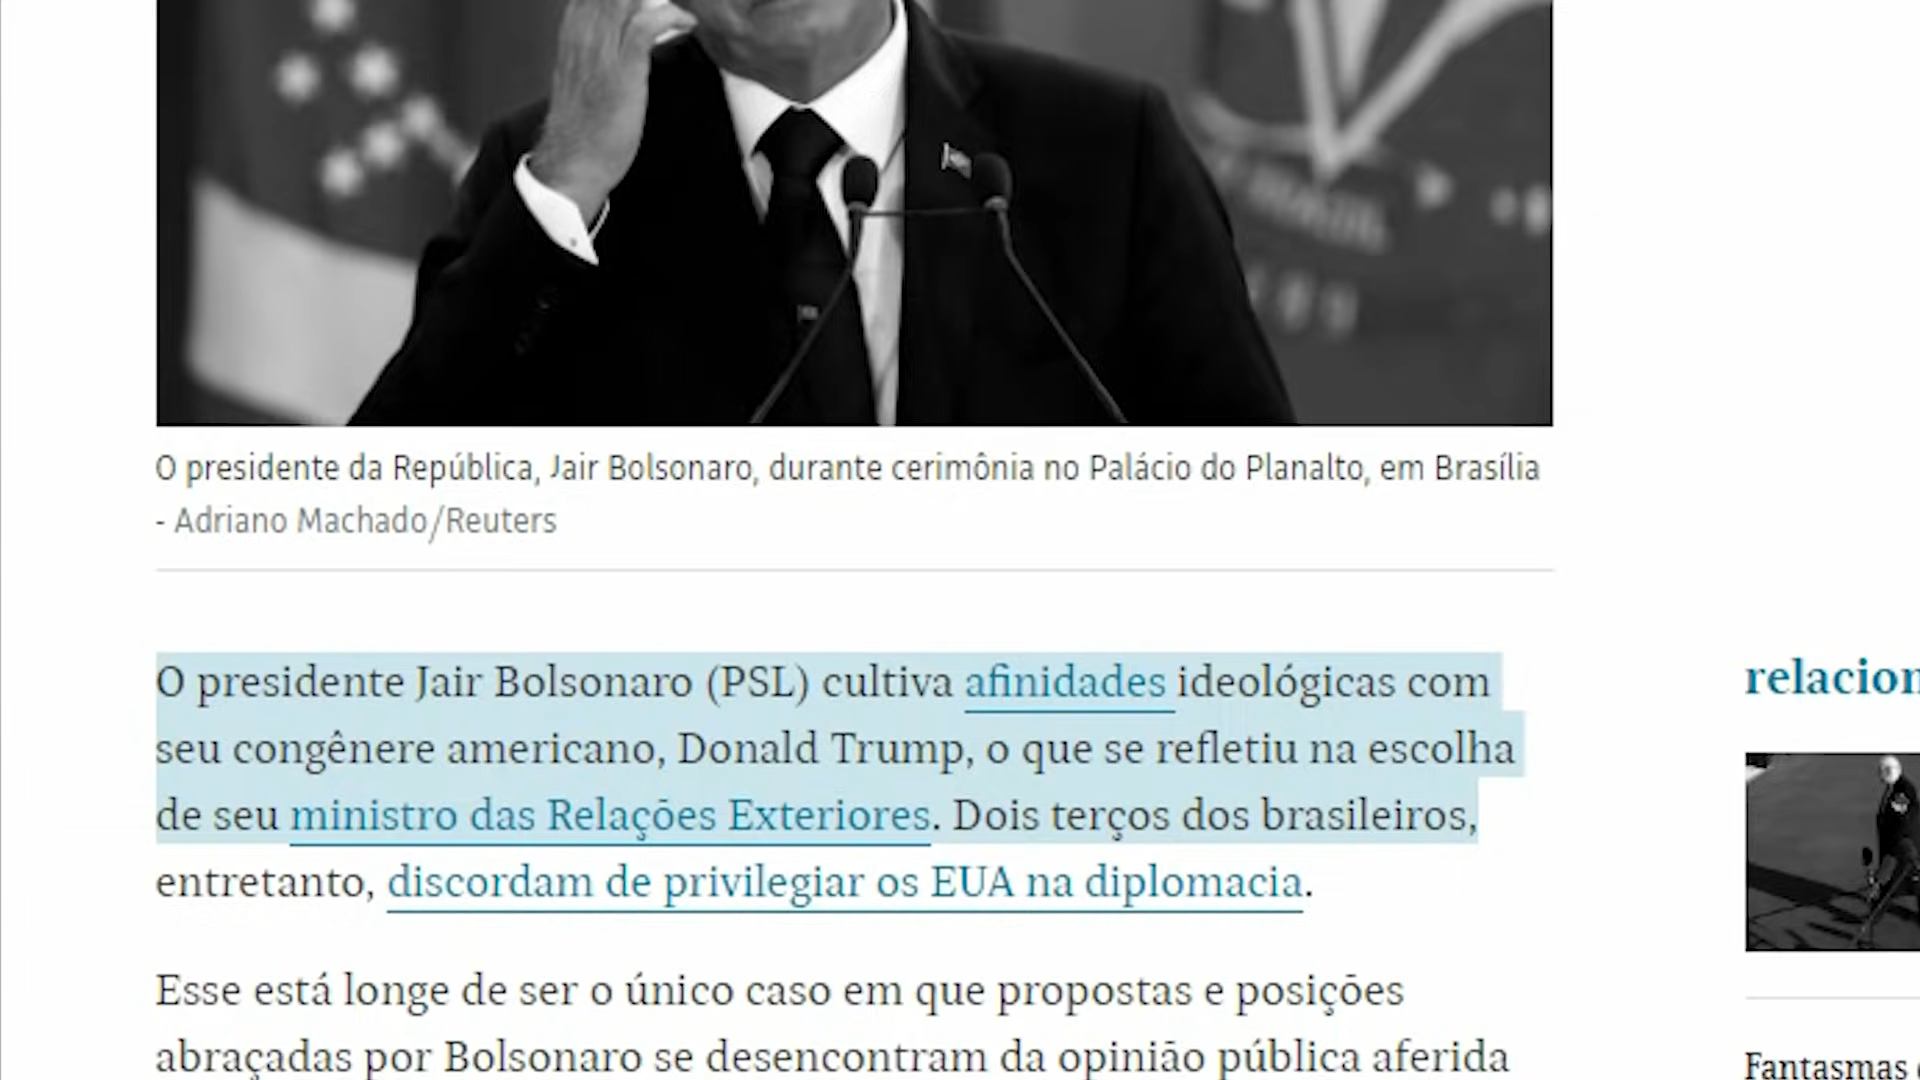 O presidente da República, Jair Bolsonaro, durante cerimônia no Palácio do Planalto, em Brasília
- Adriano Machado/Reuters
O presidente Jair Bolsonaro (PSL) cultiva afinidades ideológicas com
seu congênere americano, Donald Trump, o que se refletiu na escolha
de seu ministro das Relações Exteriores. Dois terços dos brasileiros,
entretanto, discordam de privilegiar os EUA na diplomacia.
Esse está longe de ser o único caso em que propostas e posições
abraçadas por Bolsonaro se desencontram da opinião pública aferida
relacion
Fantasmas